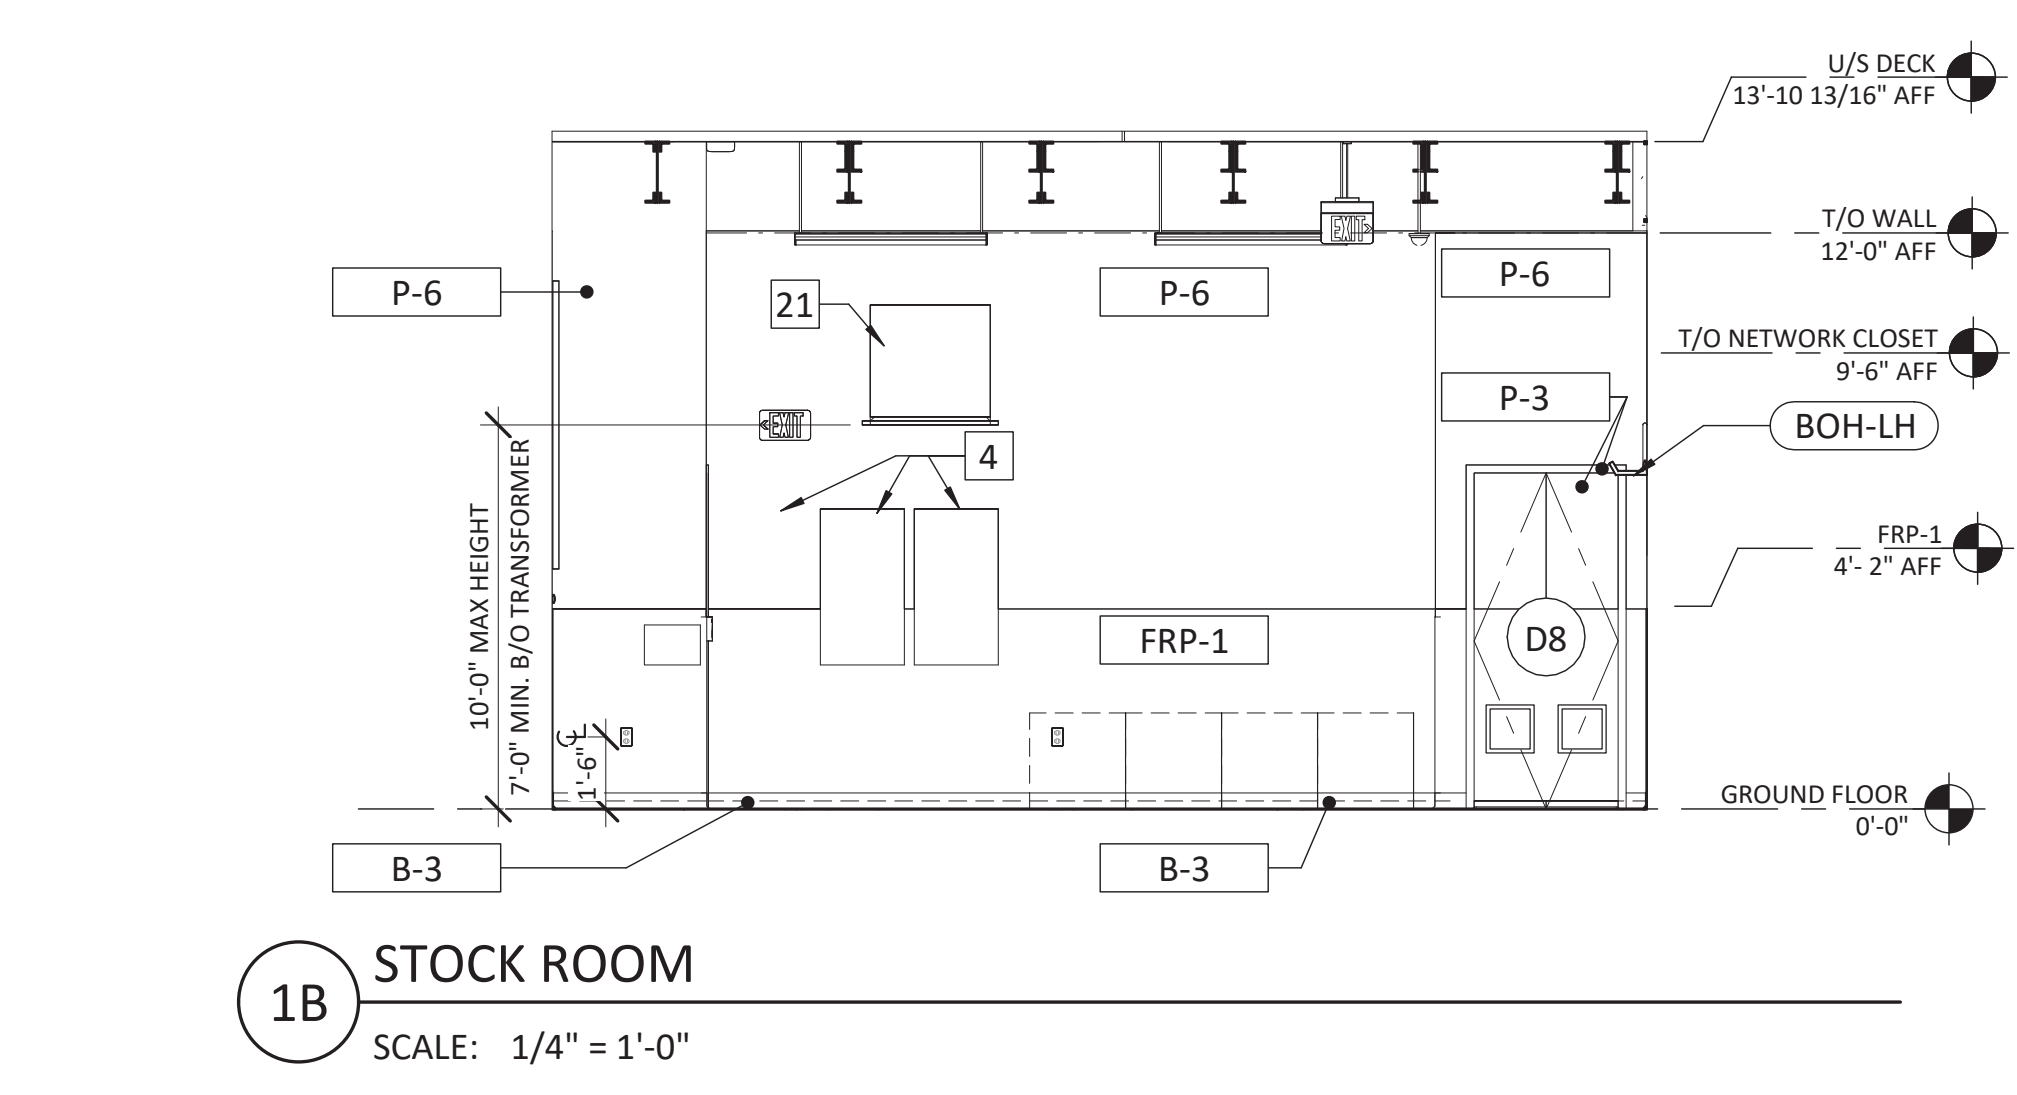 U/S DECK
13'-10 13/16" AFF
T/O WALL
12'-0" AFF
EXIT
P-6
P-6
P-6
21
T/O NETWORK CLOSET
9'-6" AFF
P-3
BOH-LH
EXIT
4
10'-0" MAX HEIGHT
7'-0" MIN. B/O TRANSFORMER
FRP-1
4'- 2" AFF
FRP-1
D8
CL
1'-6"
GROUND FLOOR
0'-0"
B-3
B-3
1B
STOCK ROOM
SCALE: 1/4" = 1'-0"